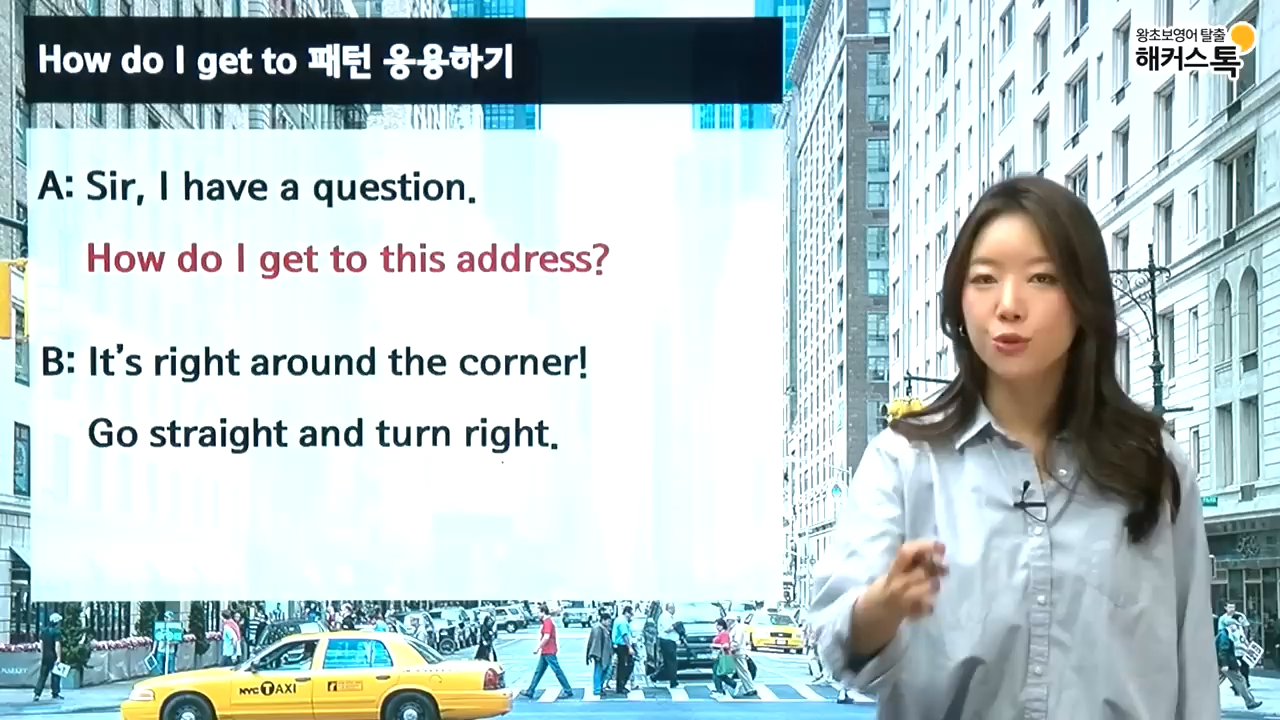 How do I get to 패턴 응용하기
왕초보영어 탈출
해커스톡
A: Sir, I have a question.
How do I get to this address?
B: It's right around the corner!
Go straight and turn right.
NYC TAXI